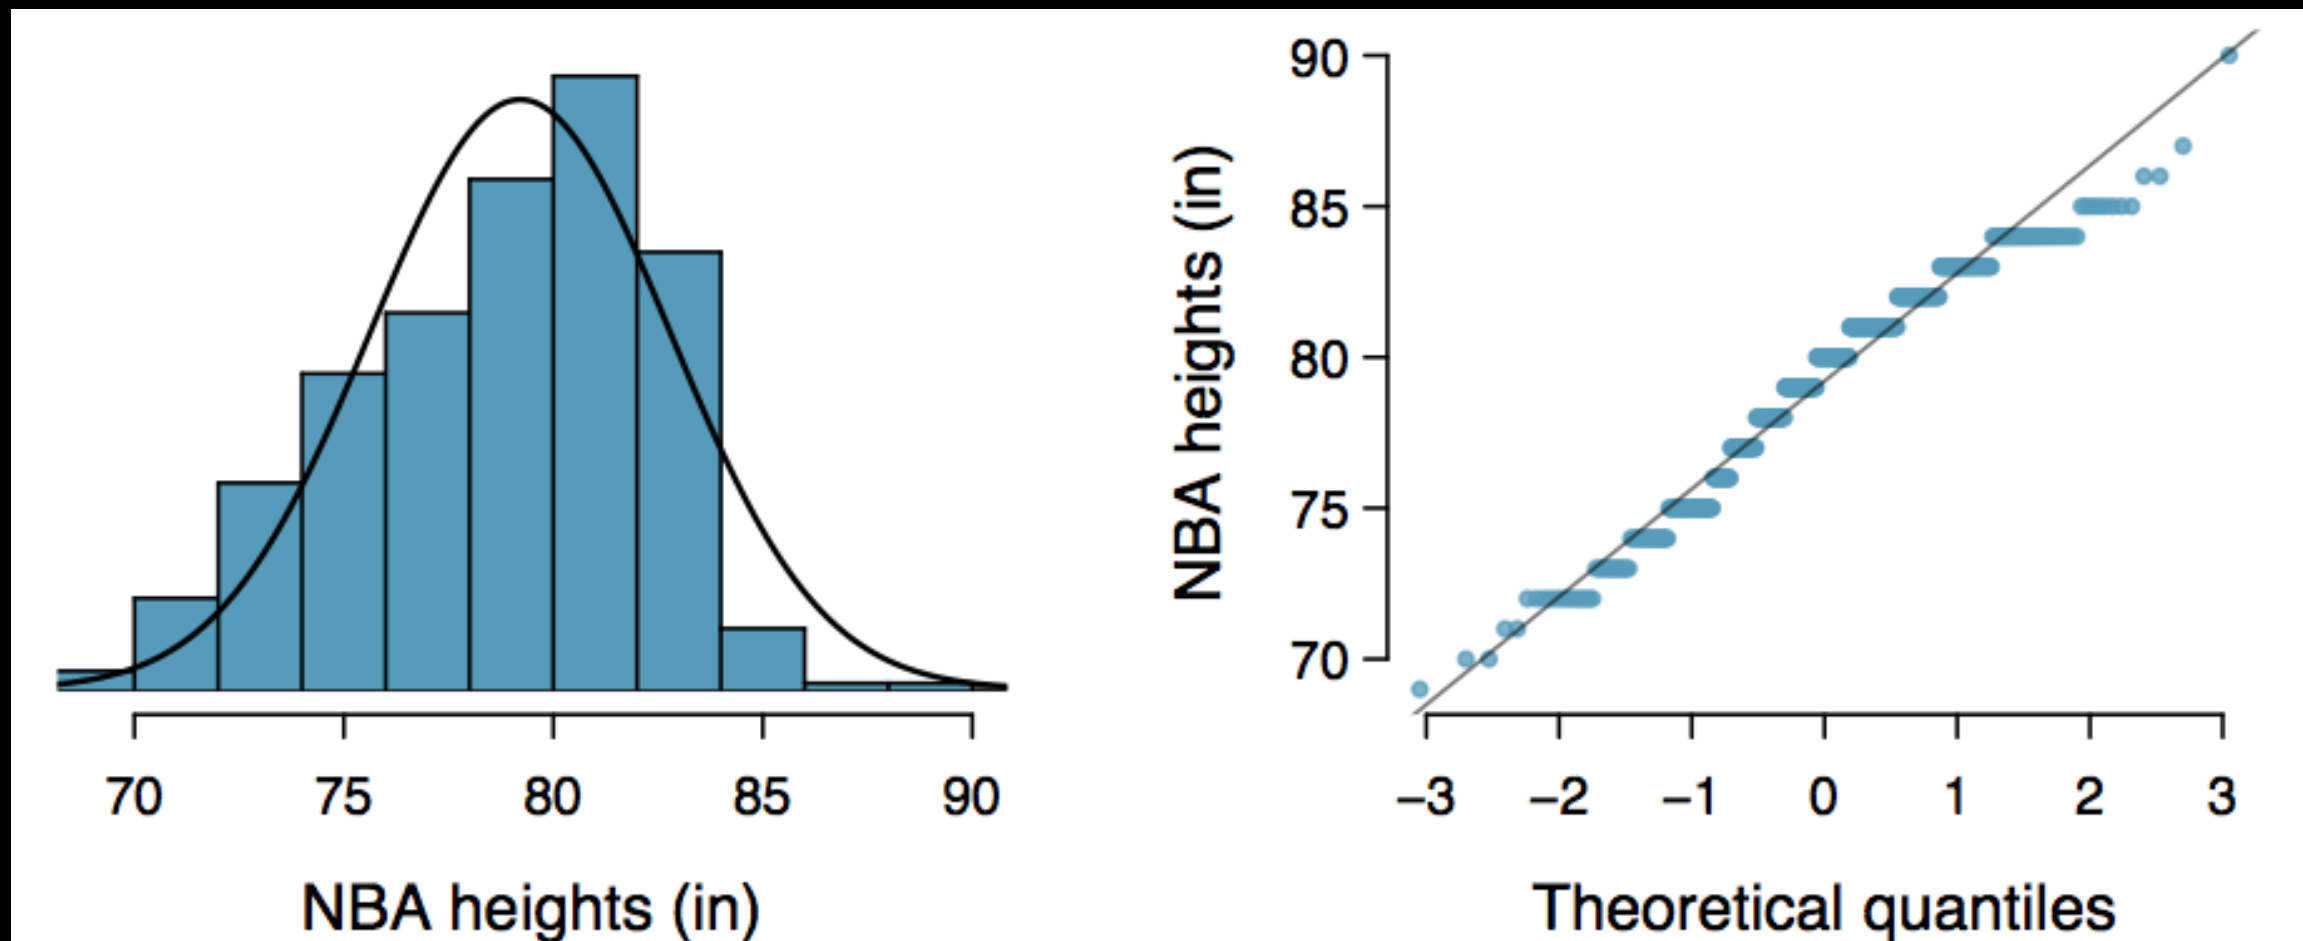 70 75 80 85 90
NBA heights (in)
90
85
80
75
70
NBA heights (in)
−3 −2 −1 0 1 2 3
Theoretical quantiles